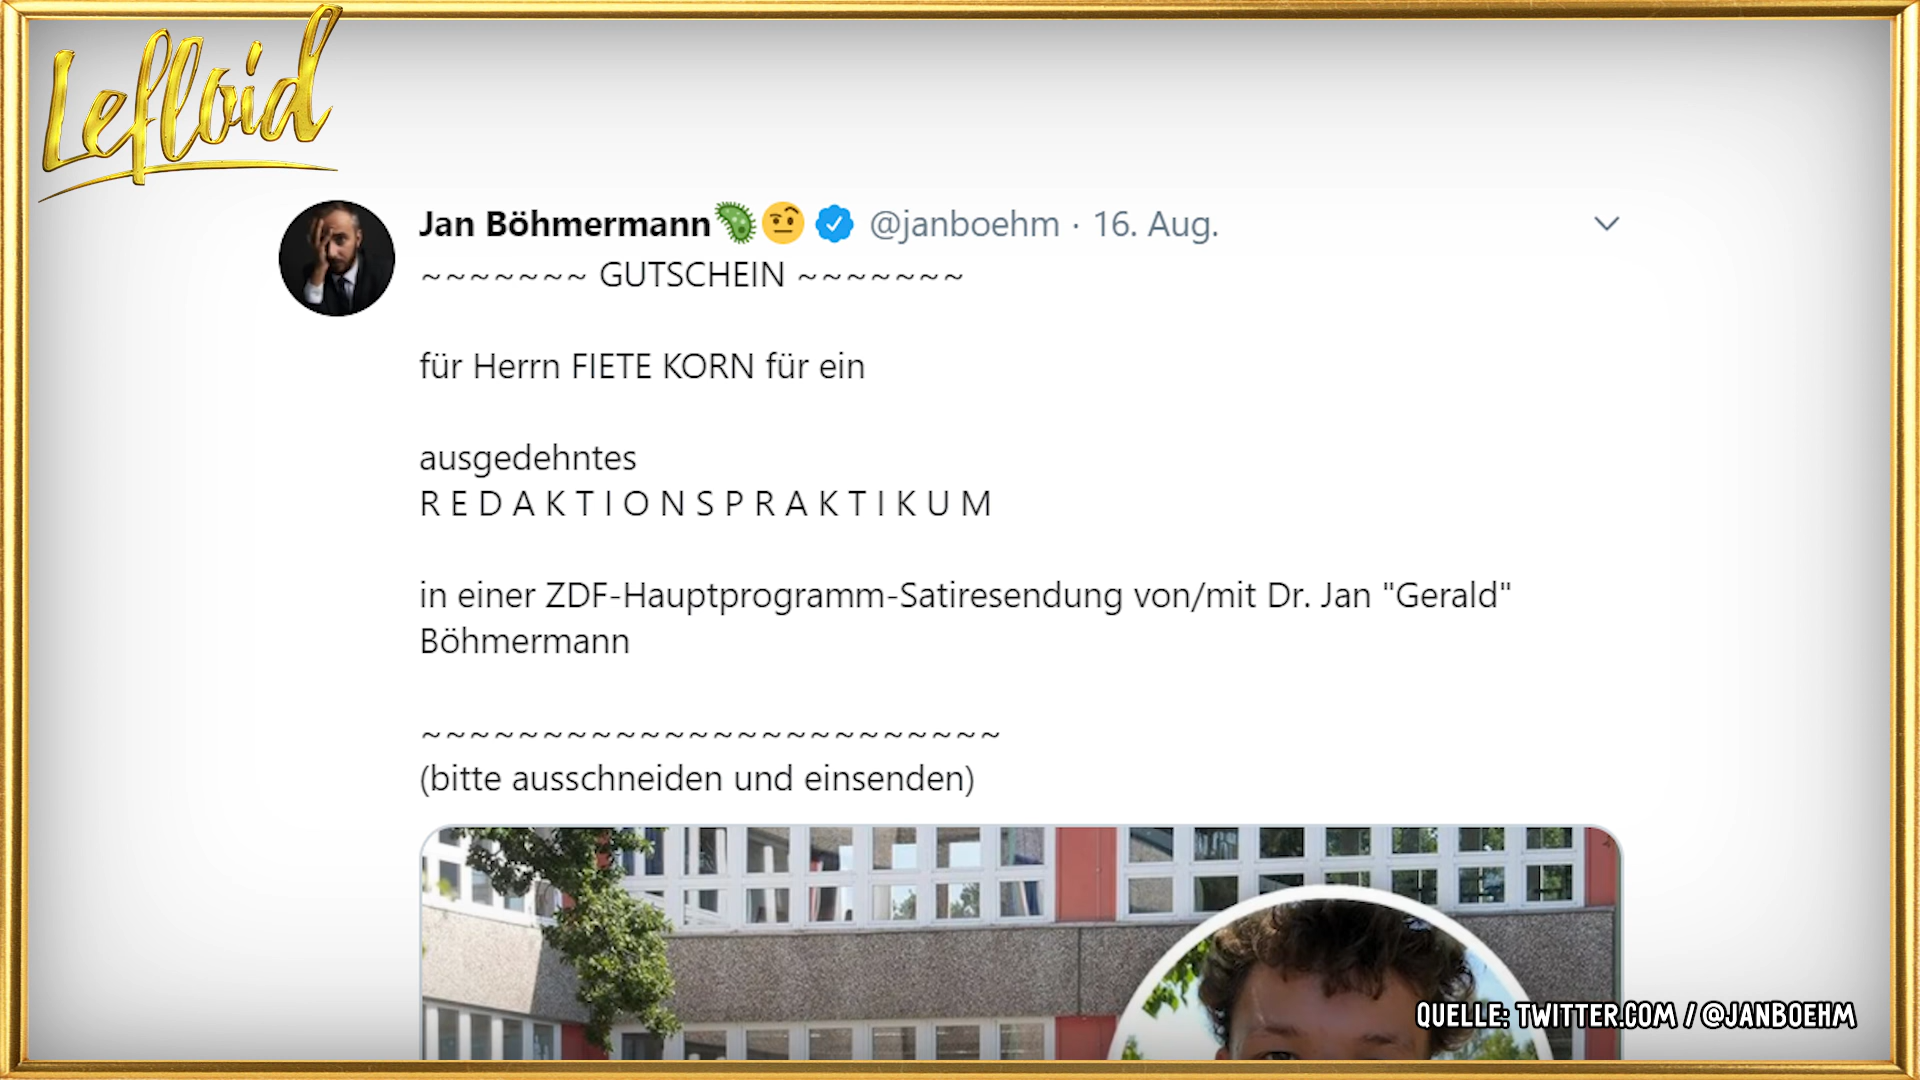 Lefloid
Jan Böhmermann🦠🤨 @janboehm · 16. Aug.
~~~~~~~ GUTSCHEIN ~~~~~~~
für Herrn FIETE KORN für ein
ausgedehntes
R E D A K T I O N S P R A K T I K U M
in einer ZDF-Hauptprogramm-Satiresendung von/mit Dr. Jan "Gerald"
Böhmermann
~~~~~~~~~~~~~~~~~~~~~~~~
(bitte ausschneiden und einsenden)
QUELLE: TWITTER.COM / @JANBOEHM